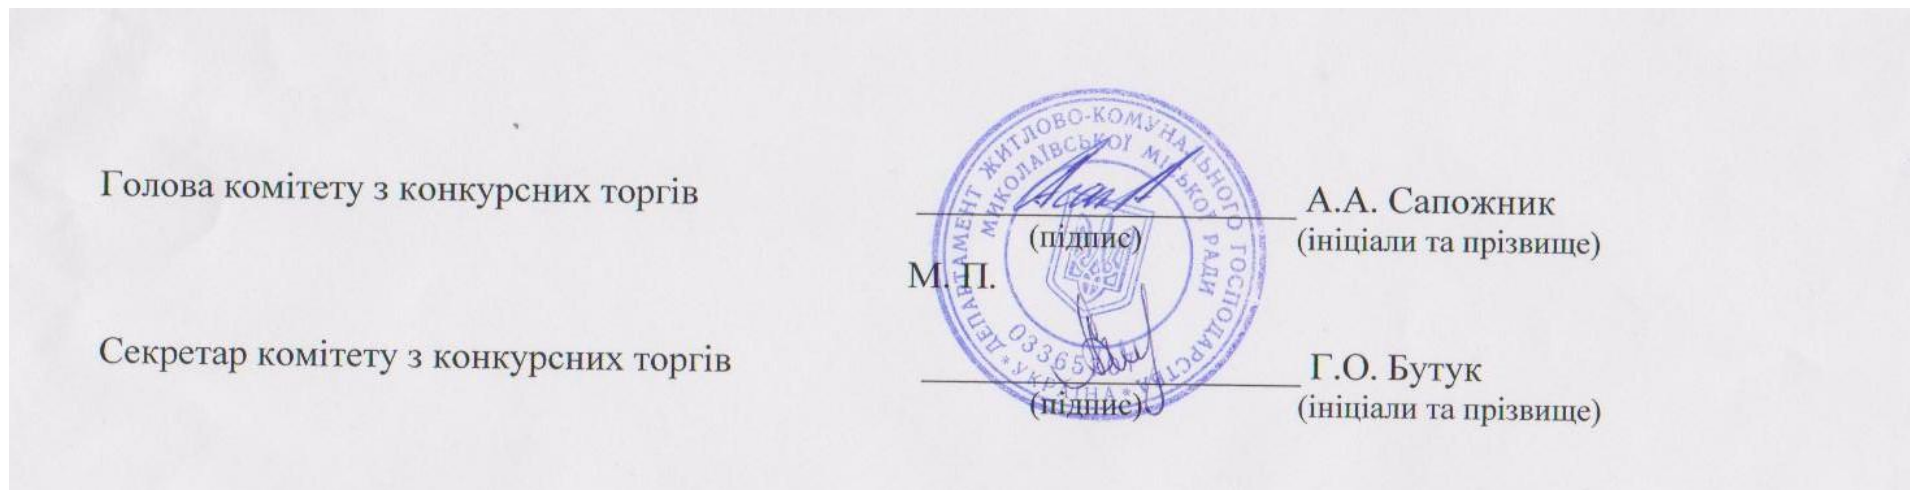 Голова комітету з конкурсних торгів
А.А. Сапожник
(підпис)
(ініціали та прізвище)
М. П.
Секретар комітету з конкурсних торгів
Г.О. Бутук
(підпис)
(ініціали та прізвище)
* ДЕПАРТАМЕНТ ЖИТЛОВО-КОМУНАЛЬНОГО ГОСПОДАРСТВА *
МИКОЛАЇВСЬКОЇ МІСЬКОЇ РАДИ
УКРАЇНА